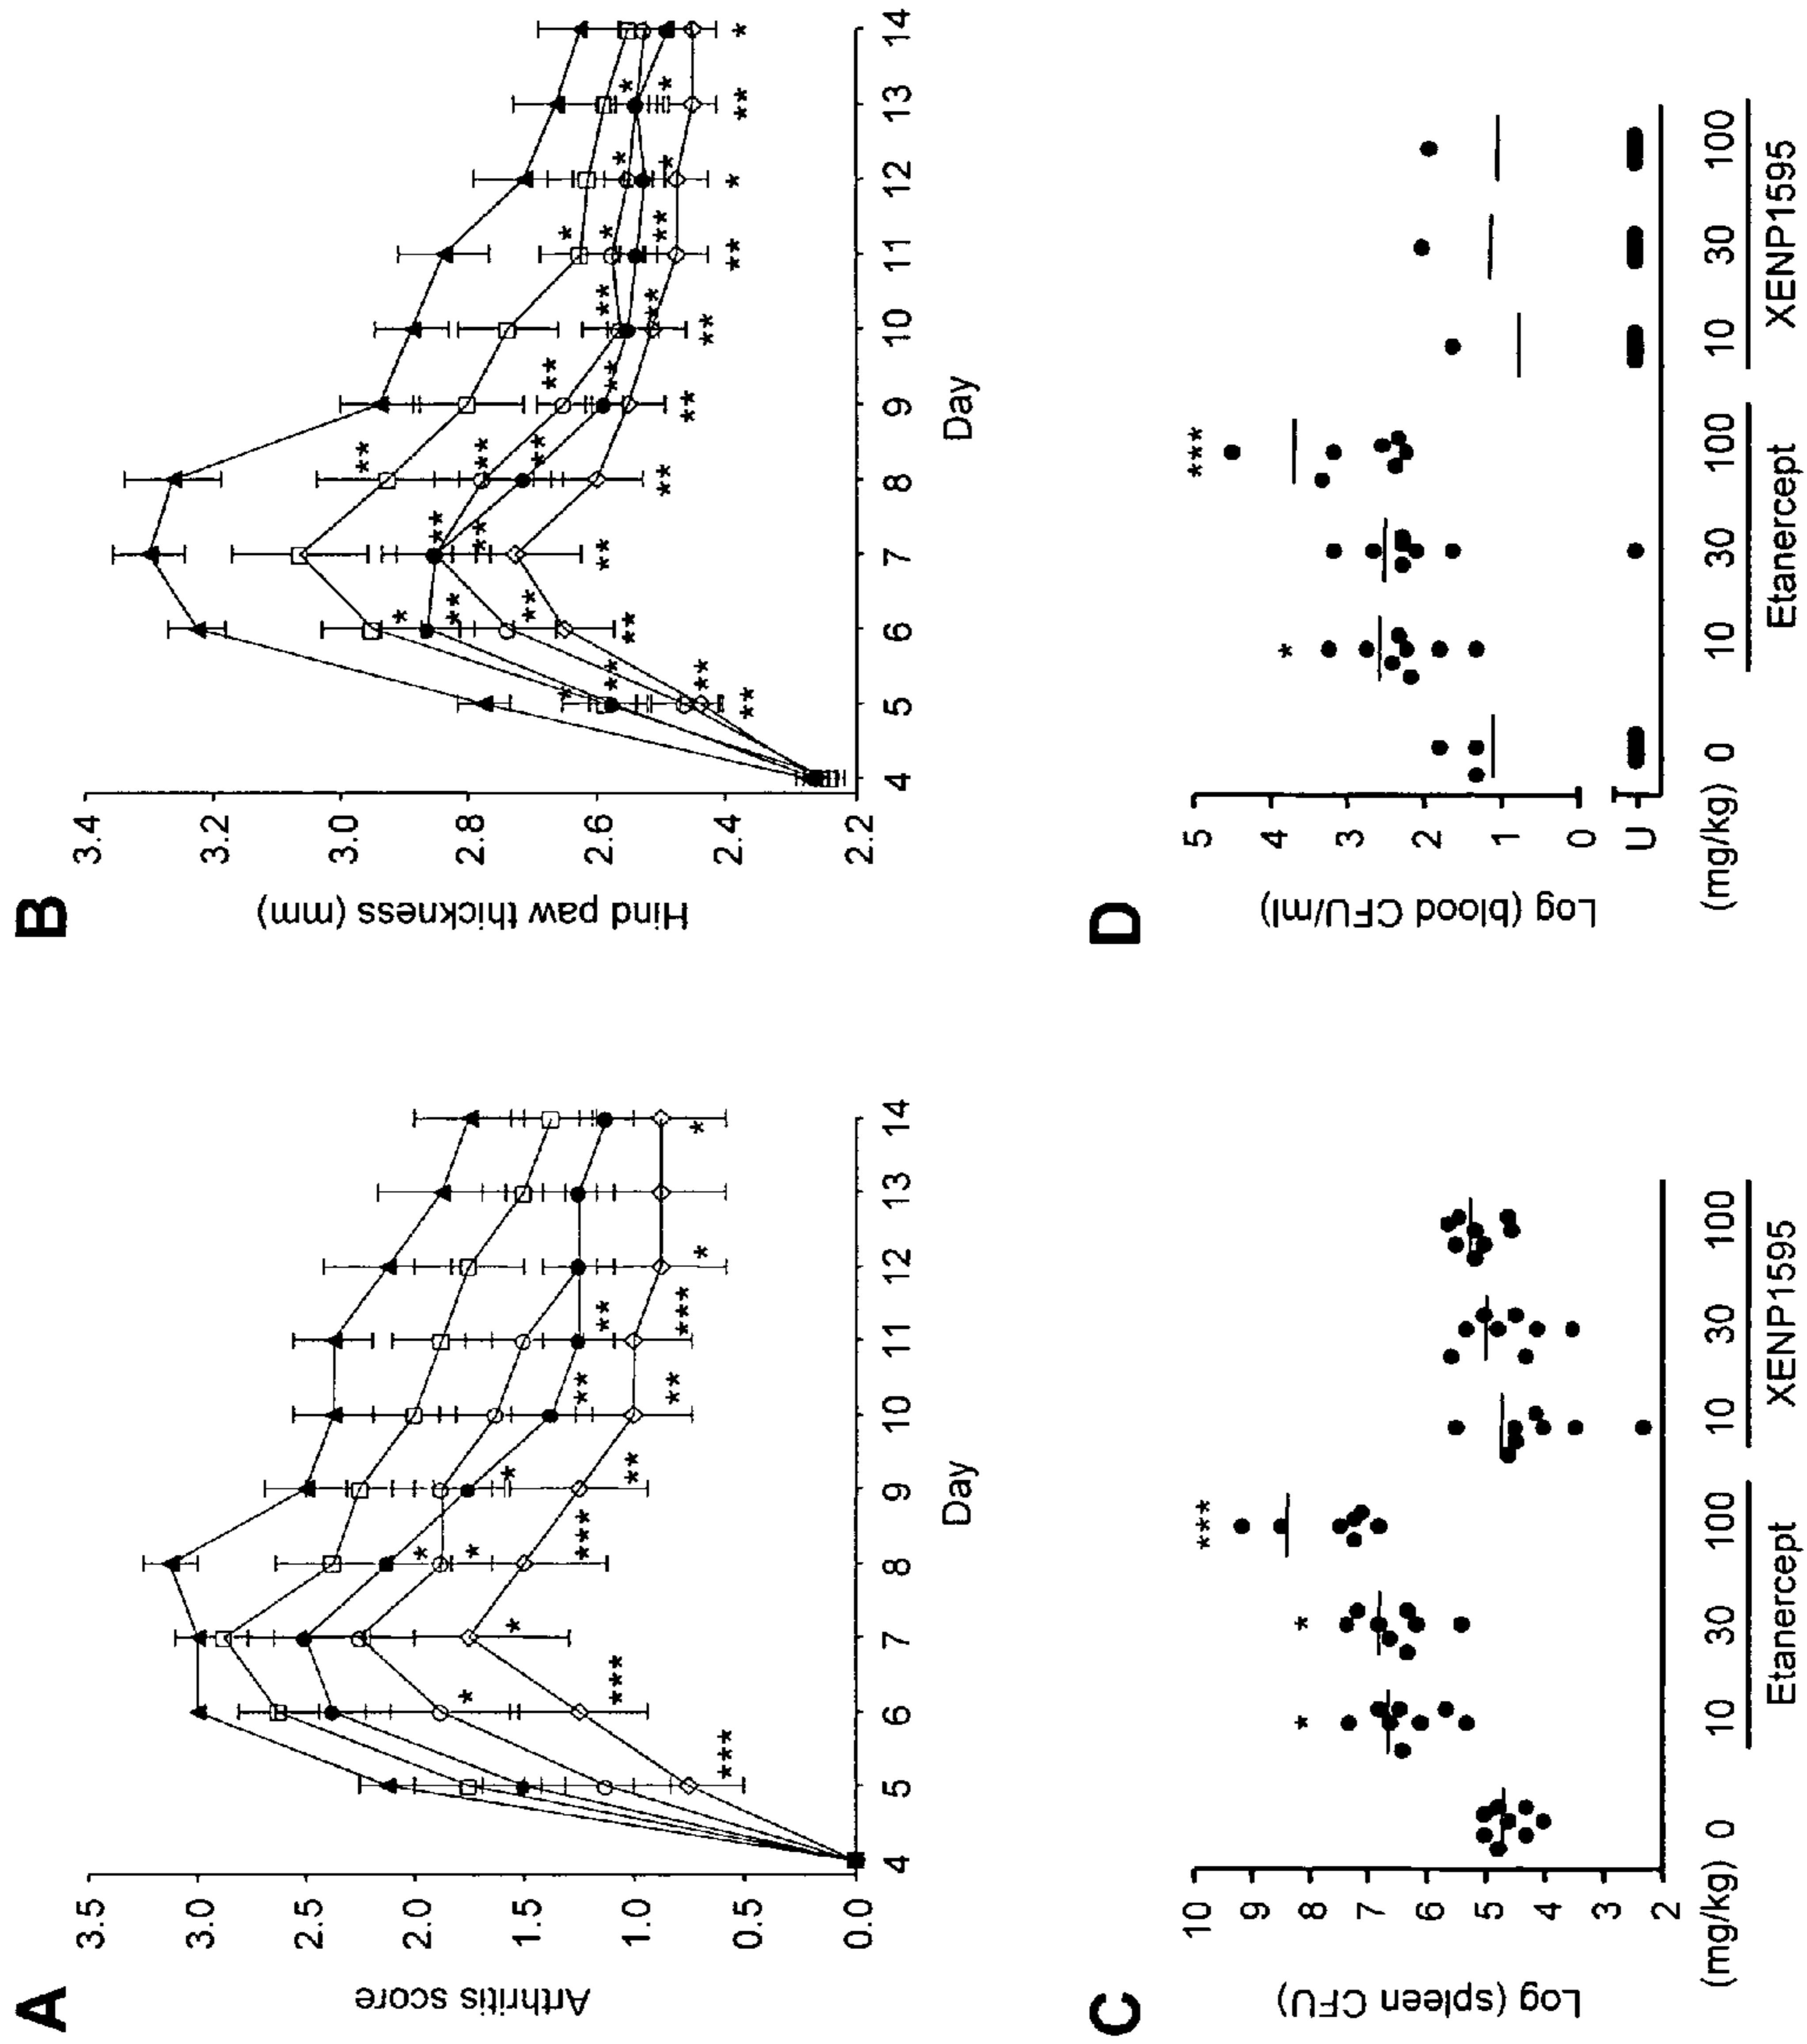 A
Arthritis score
3.5
3.0
2.5
2.0
1.5
1.0
0.5
0.0
4 5 6 7 8 9 10 11 12 13 14
Day
*** *** * *** ** ** *** * *
* * * ** **
*
B
Hind paw thickness (mm)
3.4
3.2
3.0
2.8
2.6
2.4
2.2
4 5 6 7 8 9 10 11 12 13 14
Day
C
Log (spleen CFU)
10
9
8
7
6
5
4
3
2
* * ***
(mg/kg) 0 10 30 100 10 30 100
Etanercept XENP1595
D
Log (blood CFU/ml)
5
4
3
2
1
0
U
* ***
(mg/kg) 0 10 30 100 10 30 100
Etanercept XENP1595